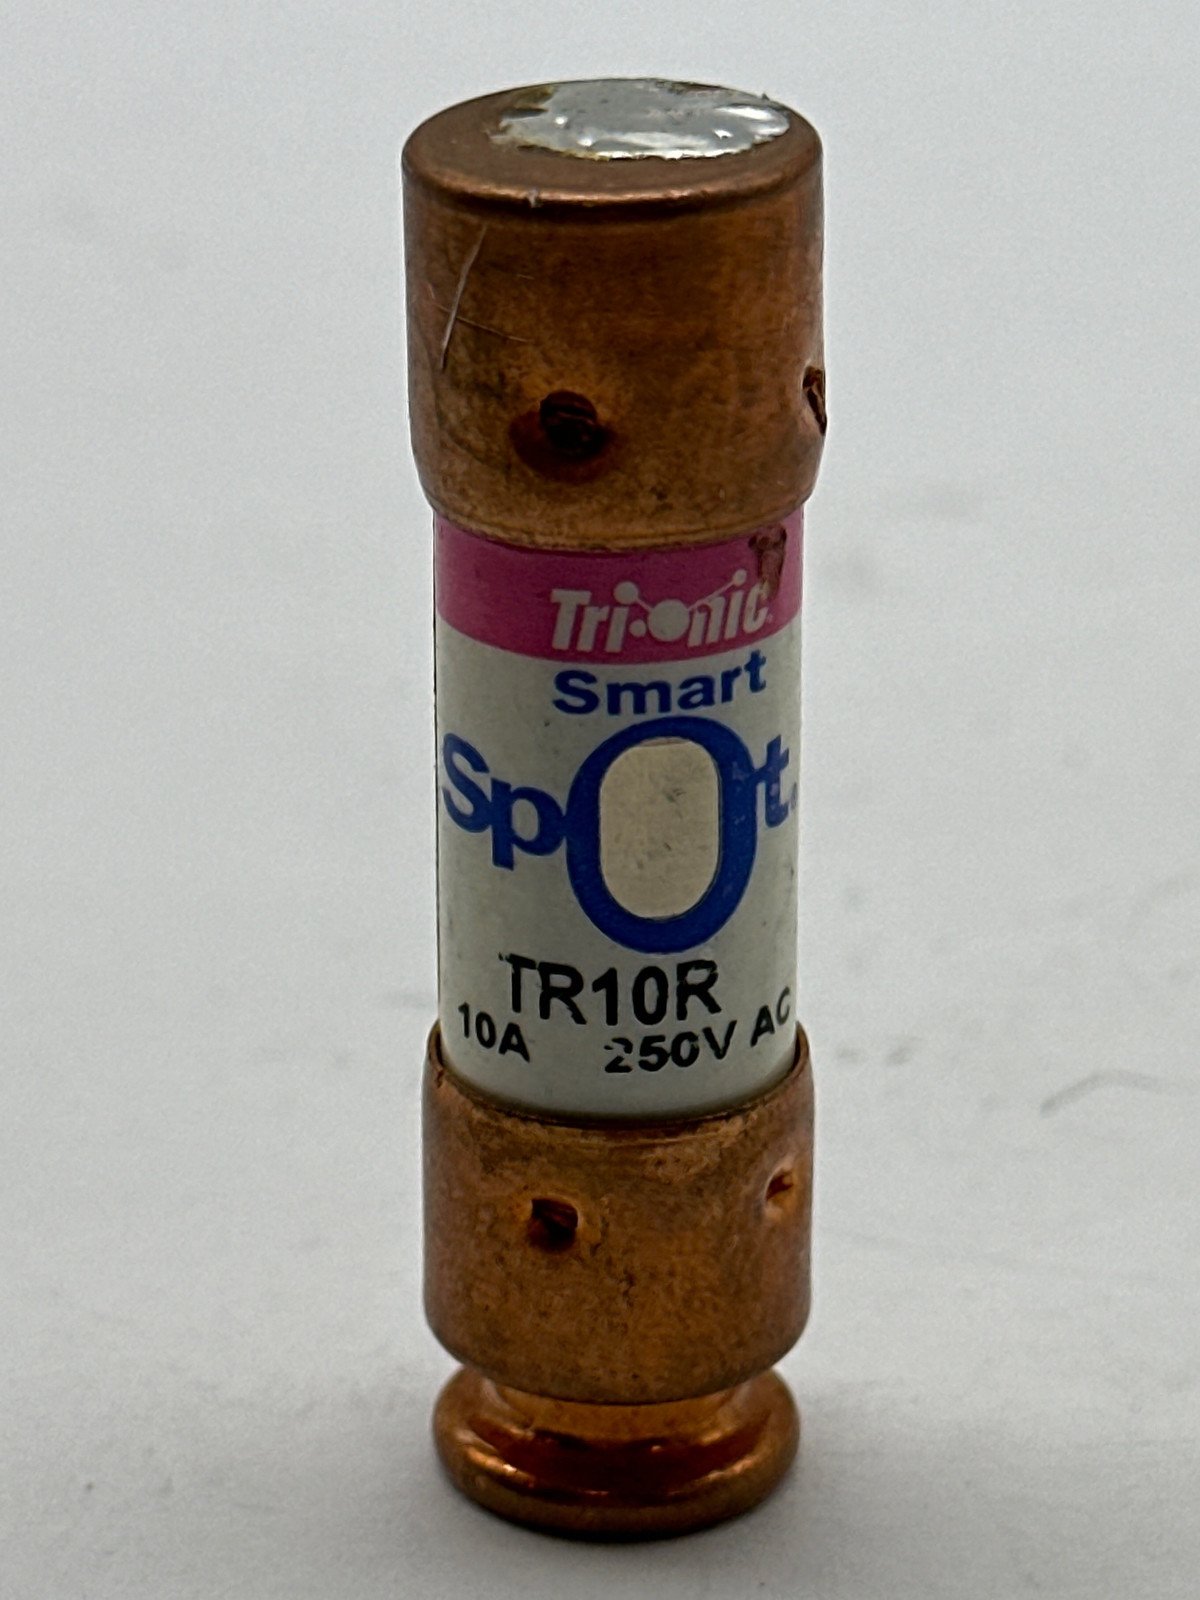 Tri-Onic®
Smart
SpOt®
TR10R
10A 250V AC